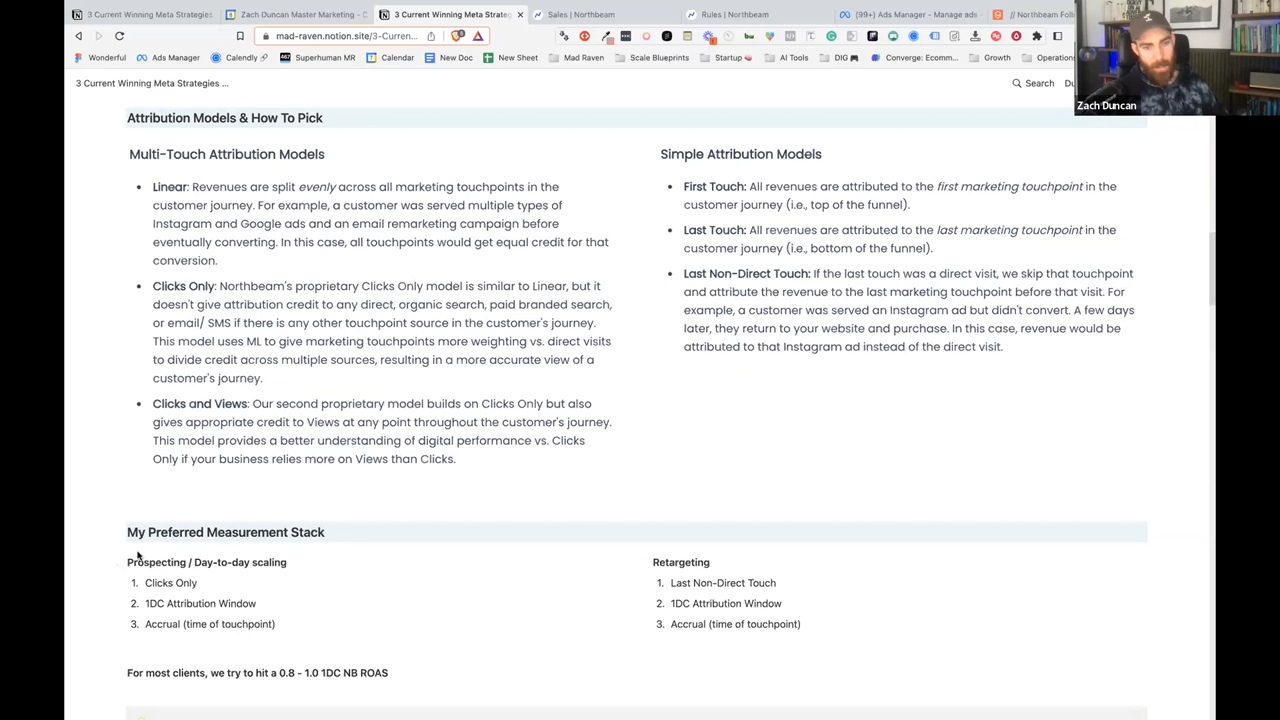 3 Current Winning Meta Strategies
Zach Duncan Master Marketing - C
3 Current Winning Meta Strateg
Sales | Northbeam
Rules | Northbeam
(99+) Ads Manager - Manage ads
// Northbeam Follo
mad-raven.notion.site/3-Curren...
Wonderful
Ads Manager
Calendly
Superhuman MR
Calendar
New Doc
New Sheet
Mad Raven
Scale Blueprints
Startup
AI Tools
DIG
Converge: Ecomm...
Growth
Operations
3 Current Winning Meta Strategies ...
Search
Du
Zach Duncan
Attribution Models & How To Pick
Multi-Touch Attribution Models
Linear: Revenues are split evenly across all marketing touchpoints in the
customer journey. For example, a customer was served multiple types of
Instagram and Google ads and an email remarketing campaign before
eventually converting. In this case, all touchpoints would get equal credit for that
conversion.
Clicks Only: Northbeam's proprietary Clicks Only model is similar to Linear, but it
doesn't give attribution credit to any direct, organic search, paid branded search,
or email/ SMS if there is any other touchpoint source in the customer's journey.
This model uses ML to give marketing touchpoints more weighting vs. direct visits
to divide credit across multiple sources, resulting in a more accurate view of a
customer's journey.
Clicks and Views: Our second proprietary model builds on Clicks Only but also
gives appropriate credit to Views at any point throughout the customer's journey.
This model provides a better understanding of digital performance vs. Clicks
Only if your business relies more on Views than Clicks.
Simple Attribution Models
First Touch: All revenues are attributed to the first marketing touchpoint in the
customer journey (i.e., top of the funnel).
Last Touch: All revenues are attributed to the last marketing touchpoint in the
customer journey (i.e., bottom of the funnel).
Last Non-Direct Touch: If the last touch was a direct visit, we skip that touchpoint
and attribute the revenue to the last marketing touchpoint before that visit. For
example, a customer was served an Instagram ad but didn't convert. A few days
later, they return to your website and purchase. In this case, revenue would be
attributed to that Instagram ad instead of the direct visit.
My Preferred Measurement Stack
Prospecting / Day-to-day scaling
1. Clicks Only
2. 1DC Attribution Window
3. Accrual (time of touchpoint)
Retargeting
1. Last Non-Direct Touch
2. 1DC Attribution Window
3. Accrual (time of touchpoint)
For most clients, we try to hit a 0.8 - 1.0 1DC NB ROAS